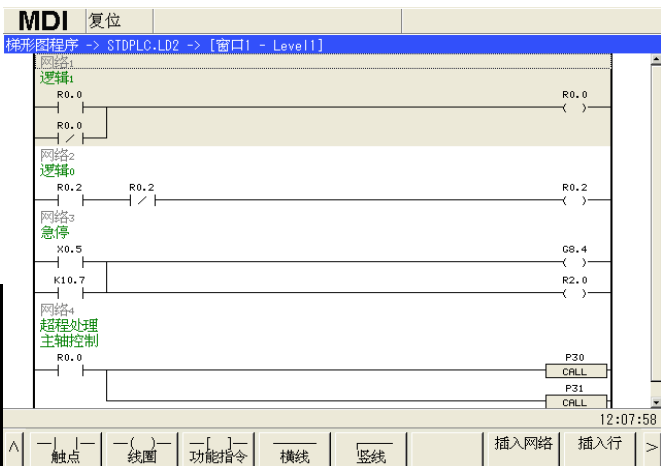 MDI 复位
梯形图程序 -> STDPLC.LD2 -> [窗口1 - Level1]
网络1
逻辑1
R0.0 R0.0
R0.0
网络2
逻辑0
R0.2 R0.2 R0.2
网络3
急停
X0.5 G8.4
K10.7 R2.0
网络4
超程处理
主轴控制
R0.0 P30
CALL
P31
CALL
12:07:58
触点 线圈 功能指令 横线 竖线 插入网络 插入行 >